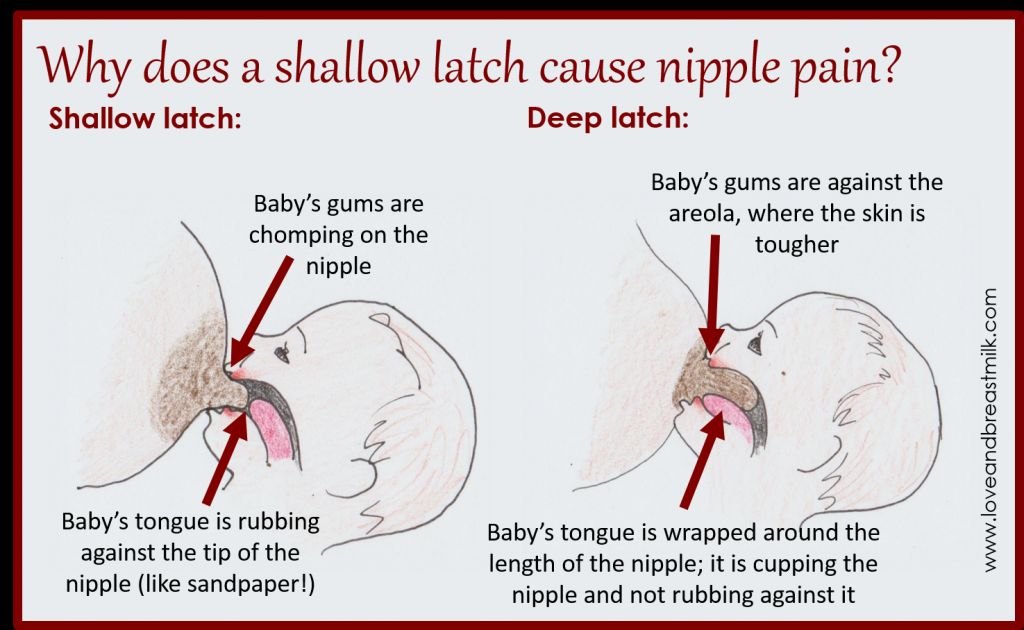 Why does a shallow latch cause nipple pain?
Shallow latch:
Baby’s gums are
chomping on the
nipple
Baby’s tongue is rubbing
against the tip of the
nipple (like sandpaper!)
Deep latch:
Baby’s gums are against the
areola, where the skin is
tougher
Baby’s tongue is wrapped around the
length of the nipple; it is cupping the
nipple and not rubbing against it
www.loveandbreastmilk.com